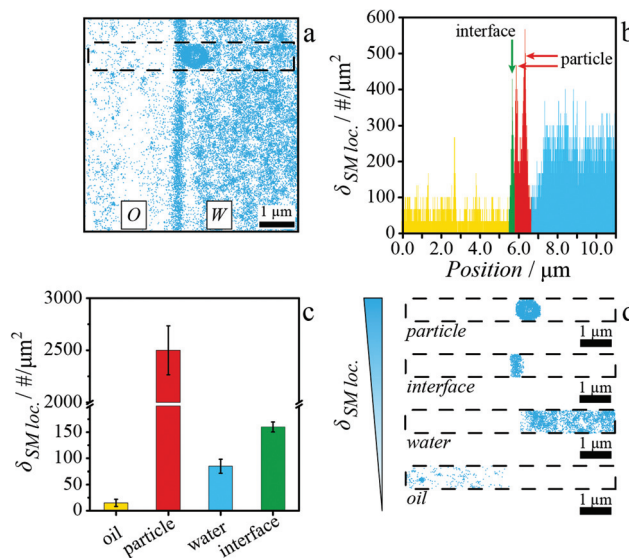 a
O
W
1 µm
b
600
500
400
300
200
100
0
δSM loc. / #/µm²
interface
particle
0.0 2.0 4.0 6.0 8.0 10.0
Position / µm
c
3000
2500
2000
150
100
50
0
δSM loc. / #/µm²
oil
particle
water
interface
d
δSM loc.
particle
1 µm
interface
1 µm
water
1 µm
oil
1 µm